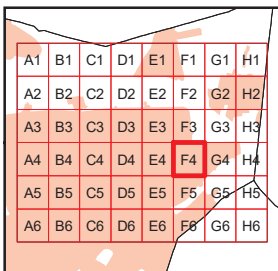 A1 B1 C1 D1 E1 F1 G1 H1
A2 B2 C2 D2 E2 F2 G2 H2
A3 B3 C3 D3 E3 F3 G3 H3
A4 B4 C4 D4 E4 F4 G4 H4
A5 B5 C5 D5 E5 F5 G5 H5
A6 B6 C6 D6 E6 F6 G6 H6